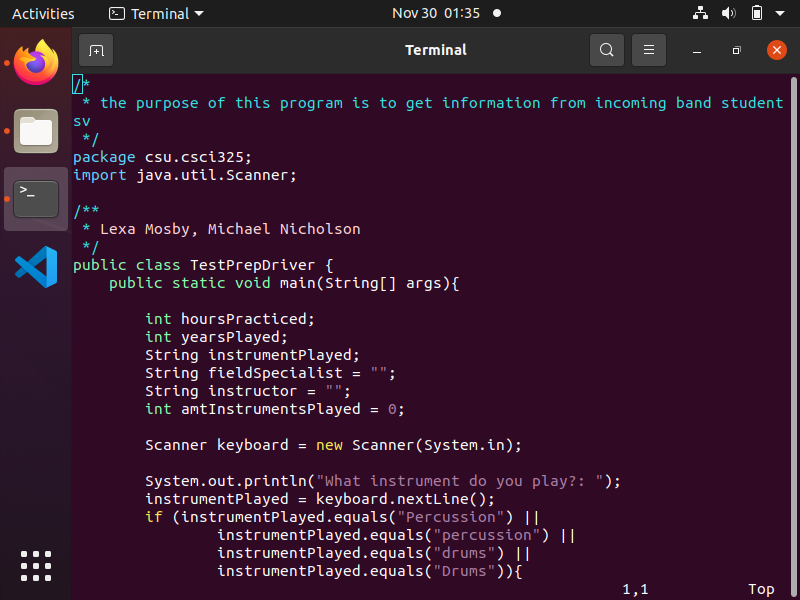 Activities Terminal Nov 30 01:35
Terminal
/*
 * the purpose of this program is to get information from incoming band student
sv
 */
package csu.csci325;
import java.util.Scanner;

/**
 * Lexa Mosby, Michael Nicholson
 */
public class TestPrepDriver {
    public static void main(String[] args){

        int hoursPracticed;
        int yearsPlayed;
        String instrumentPlayed;
        String fieldSpecialist = "";
        String instructor = "";
        int amtInstrumentsPlayed = 0;

        Scanner keyboard = new Scanner(System.in);

        System.out.println("What instrument do you play?: ");
        instrumentPlayed = keyboard.nextLine();
        if (instrumentPlayed.equals("Percussion") ||
                instrumentPlayed.equals("percussion") ||
                instrumentPlayed.equals("drums") ||
                instrumentPlayed.equals("Drums")){
1,1 Top